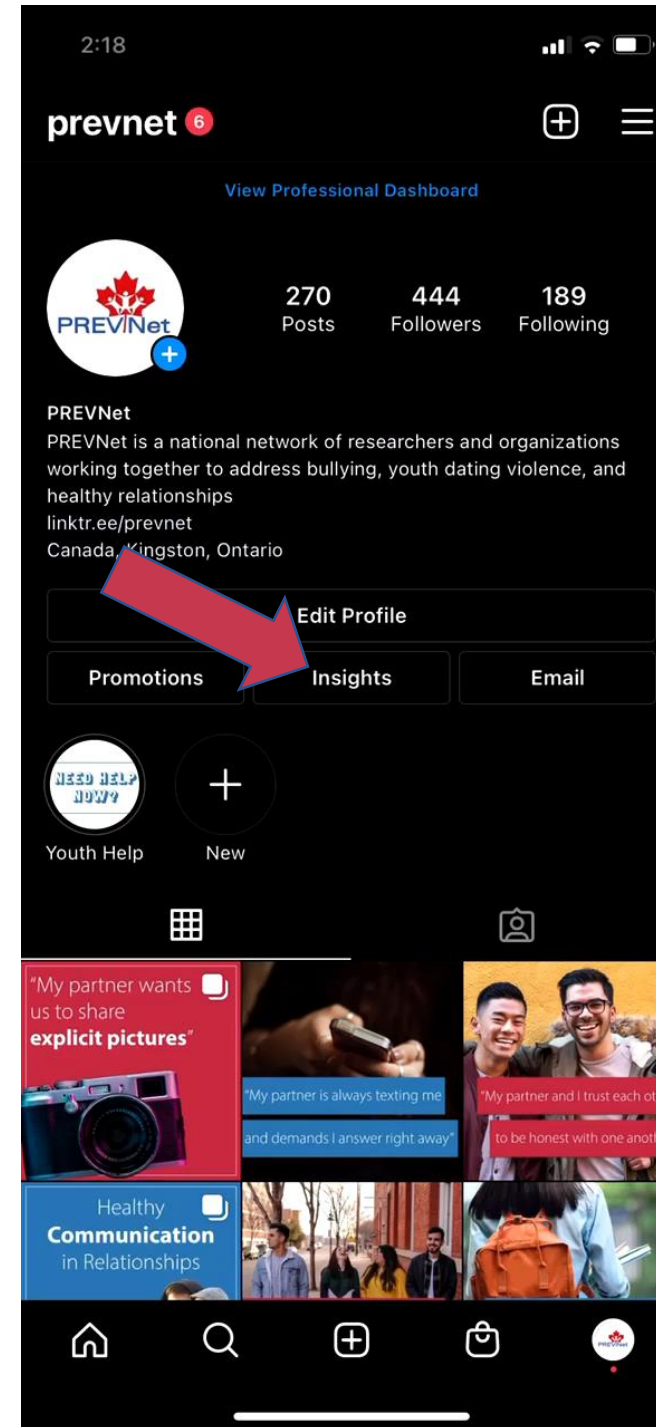 2:18
prevnet 6
View Professional Dashboard
PREVNet
270 444 189
Posts Followers Following
PREVNet
PREVNet is a national network of researchers and organizations
working together to address bullying, youth dating violence, and
healthy relationships
linktr.ee/prevnet
Canada, Kingston, Ontario
Edit Profile
Promotions Insights Email
NEED HELP
NOW?
Youth Help New
"My partner wants
us to share
explicit pictures"
"My partner is always texting me
and demands I answer right away"
"My partner and I trust each ot
to be honest with one anoth
Healthy
Communication
in Relationships
PREVNet